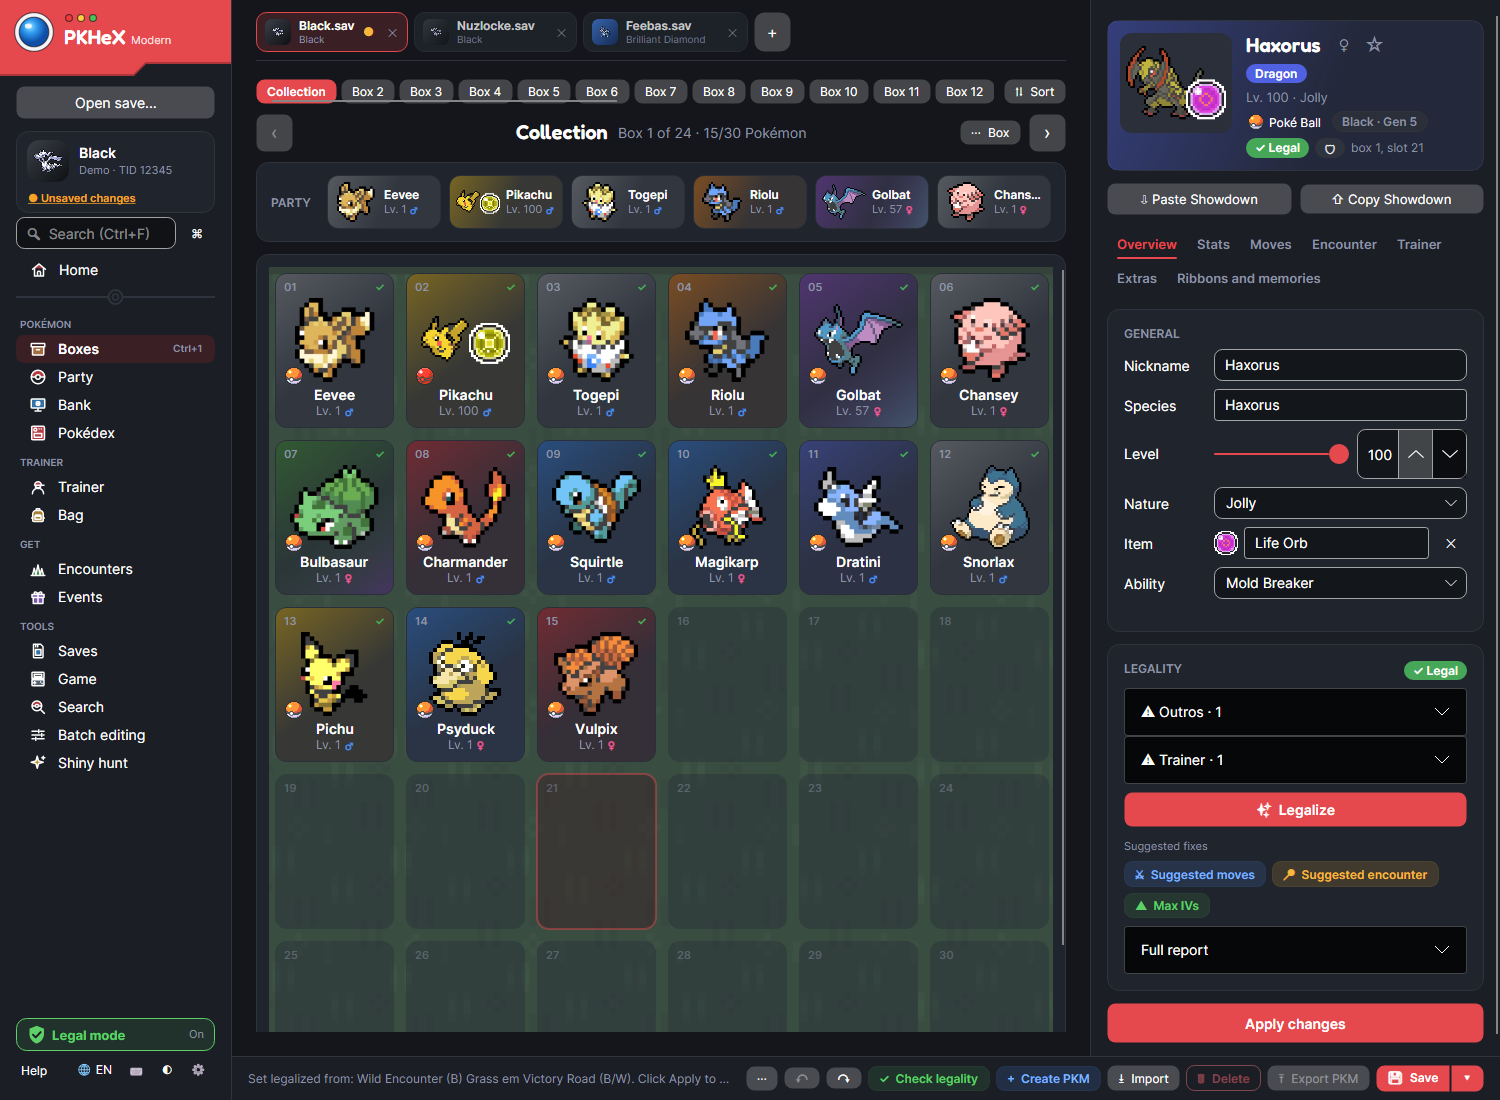 PKHeX Modern
Open save...
Black
Demo · TID 12345
Unsaved changes
Search (Ctrl+F)
⌘
Home
POKÉMON
Boxes Ctrl+1
Party
Bank
Pokédex
TRAINER
Trainer
Bag
GET
Encounters
Events
TOOLS
Saves
Game
Search
Batch editing
Shiny hunt
Legal mode On
Help EN
Black.sav
Black
Nuzlocke.sav
Black
Feebas.sav
Brilliant Diamond
+
Collection Box 2 Box 3 Box 4 Box 5 Box 6 Box 7 Box 8 Box 9 Box 10 Box 11 Box 12 Sort
‹ Collection Box 1 of 24 · 15/30 Pokémon ··· Box ›
PARTY
Eevee
Lv. 1 ♂
Pikachu
Lv. 100 ♂
Togepi
Lv. 1 ♂
Riolu
Lv. 1 ♂
Golbat
Lv. 57 ♀
Chans...
Lv. 1 ♀
01 ✓
Eevee
Lv. 1 ♂
02 ✓
Pikachu
Lv. 100 ♂
03 ✓
Togepi
Lv. 1 ♂
04 ✓
Riolu
Lv. 1 ♂
05 ✓
Golbat
Lv. 57 ♀
06 ✓
Chansey
Lv. 1 ♀
07 ✓
Bulbasaur
Lv. 1 ♀
08 ✓
Charmander
Lv. 1 ♂
09 ✓
Squirtle
Lv. 1 ♂
10 ✓
Magikarp
Lv. 1 ♀
11 ✓
Dratini
Lv. 1 ♂
12 ✓
Snorlax
Lv. 1 ♂
13 ✓
Pichu
Lv. 1 ♂
14 ✓
Psyduck
Lv. 1 ♀
15 ✓
Vulpix
Lv. 1 ♀
16 17 18
19 20 21 22 23 24
25 26 27 28 29 30
Set legalized from: Wild Encounter (B) Grass em Victory Road (B/W). Click Apply to ...
··· ✓ Check legality + Create PKM Import Delete Export PKM Save
Haxorus ♀ ☆
Dragon
Lv. 100 · Jolly
Poké Ball Black · Gen 5
✓ Legal box 1, slot 21
⇩ Paste Showdown ⇧ Copy Showdown
Overview Stats Moves Encounter Trainer
Extras Ribbons and memories
GENERAL
Nickname Haxorus
Species Haxorus
Level 100
Nature Jolly
Item Life Orb ×
Ability Mold Breaker
LEGALITY ✓ Legal
Outros · 1
Trainer · 1
Legalize
Suggested fixes
Suggested moves Suggested encounter
Max IVs
Full report
Apply changes